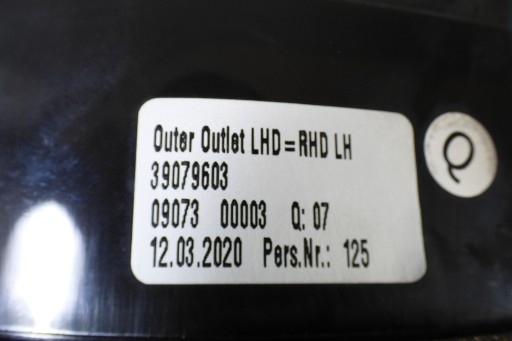 Outer Outlet LHD=RHD LH
39079603
09073 00003 Q: 07
12.03.2020 Pers.Nr.: 125
Q